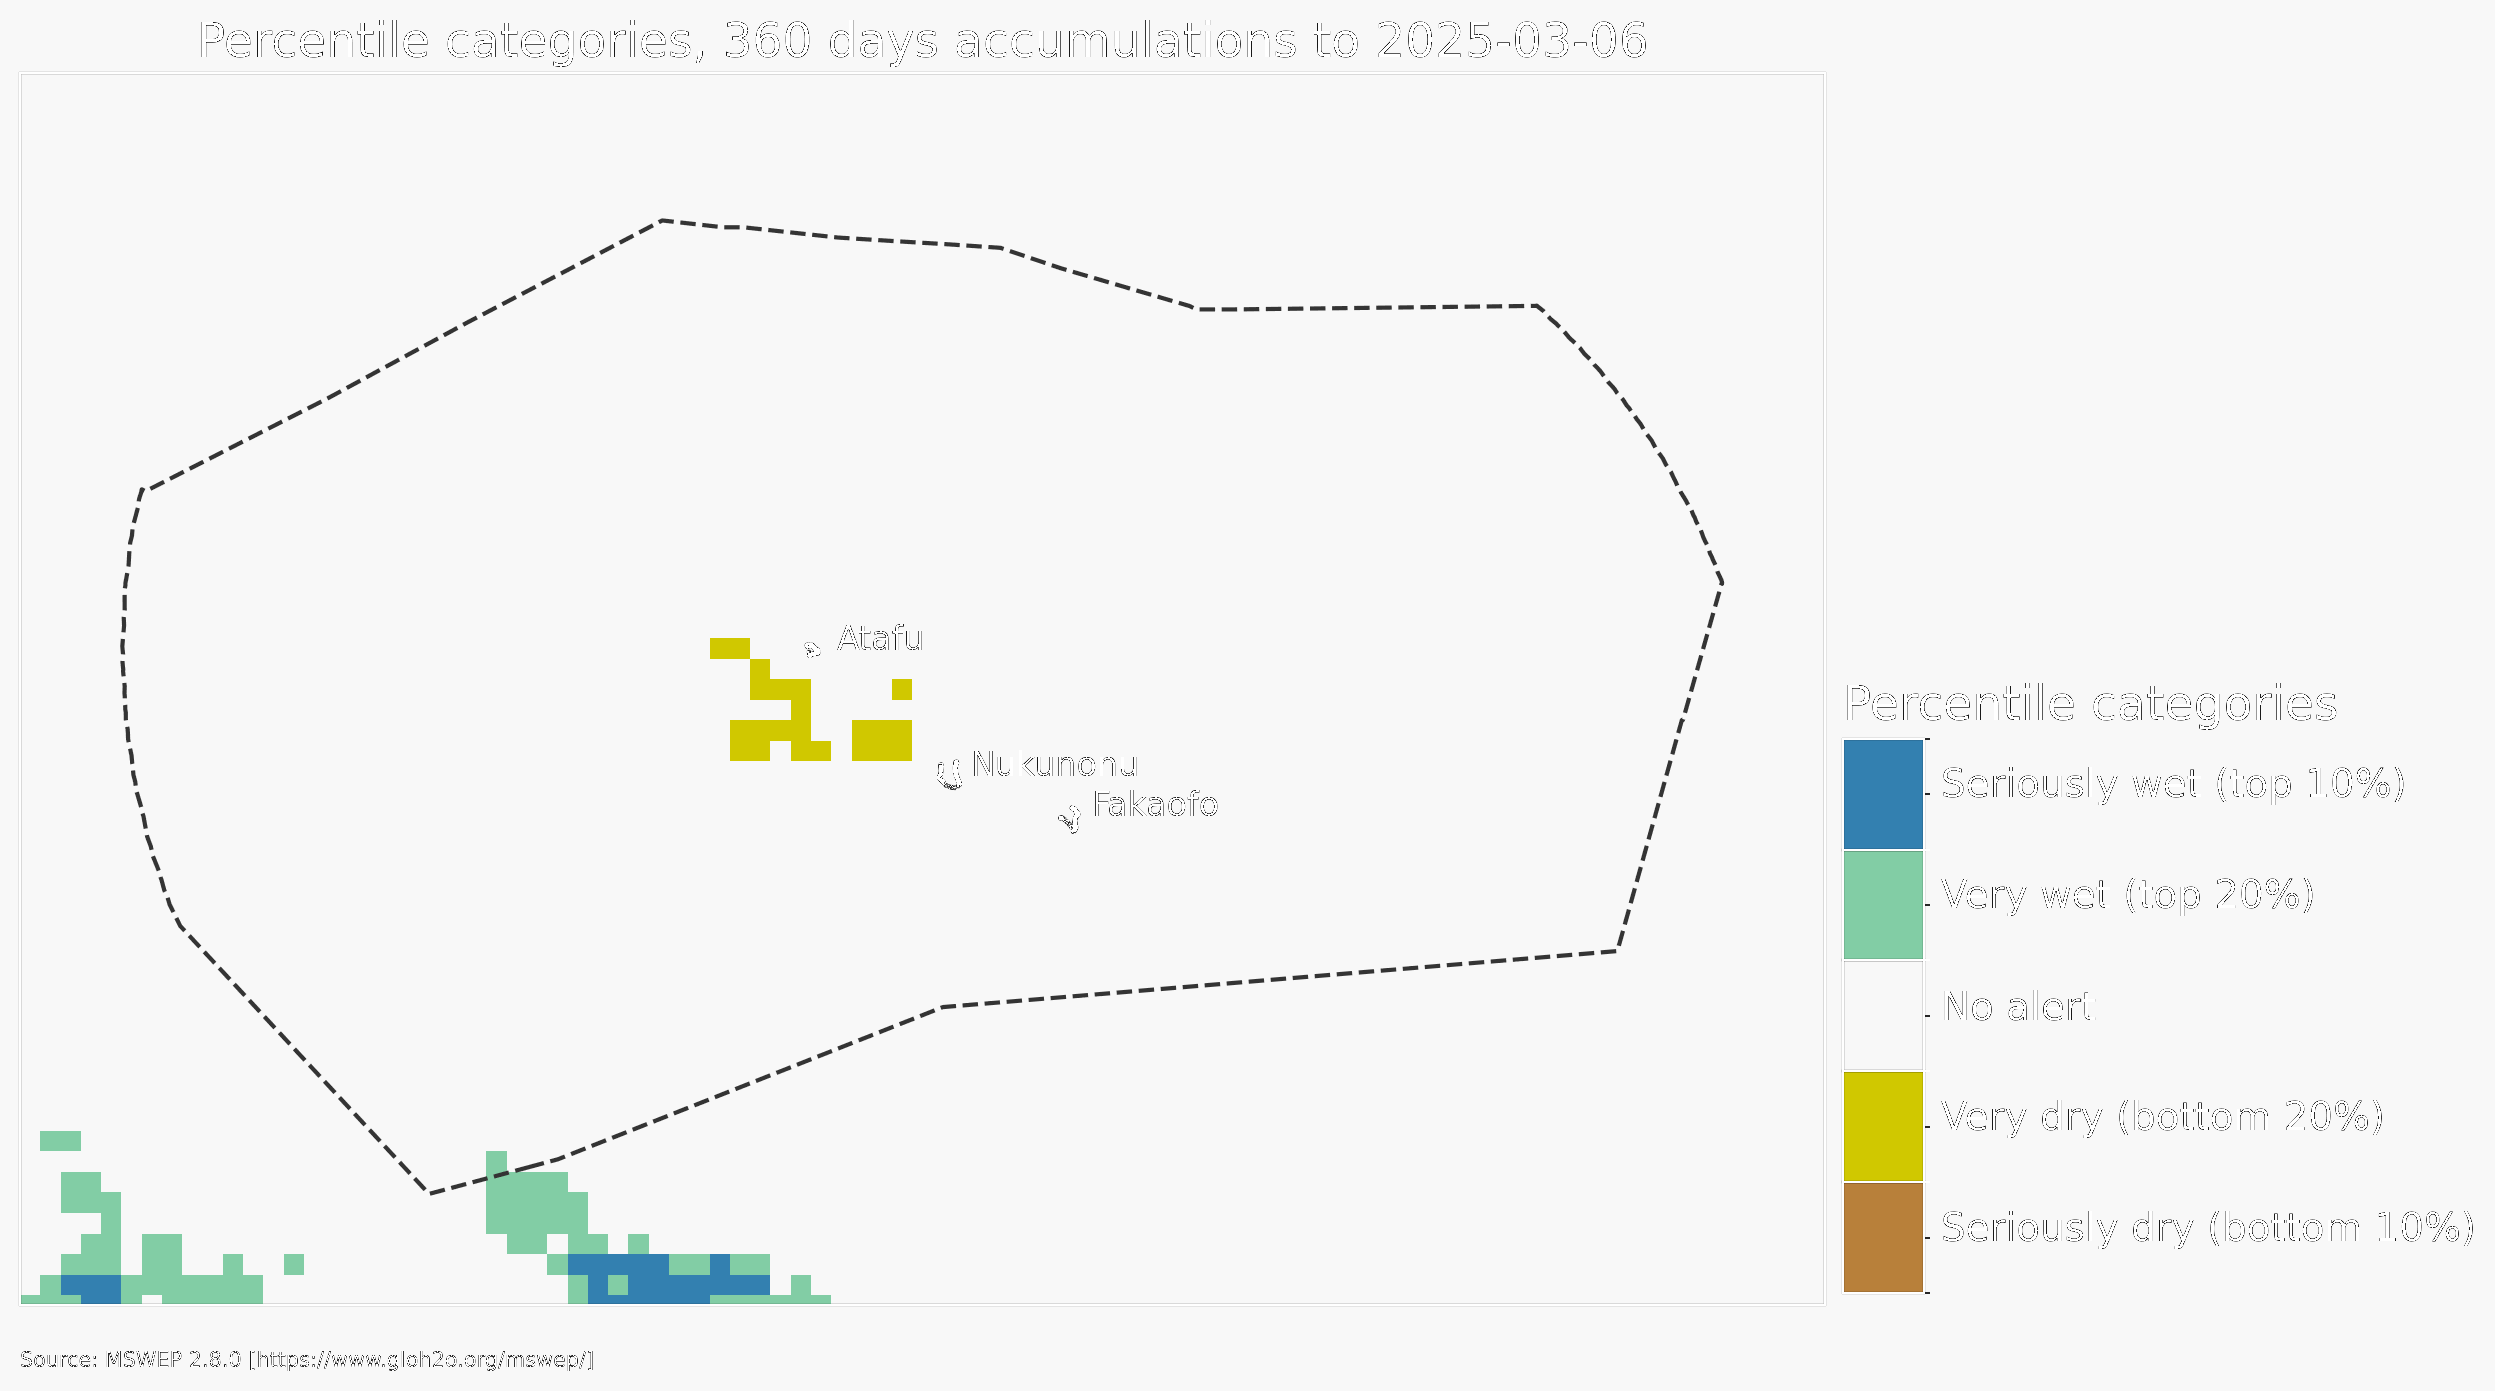 Percentile categories, 360 days accumulations to 2025-03-06
Atafu
Nukunonu
Fakaofo
Percentile categories
Seriously wet (top 10%)
Very wet (top 20%)
No alert
Very dry (bottom 20%)
Seriously dry (bottom 10%)
Source: MSWEP 2.8.0 [https://www.gloh2o.org/mswep/]